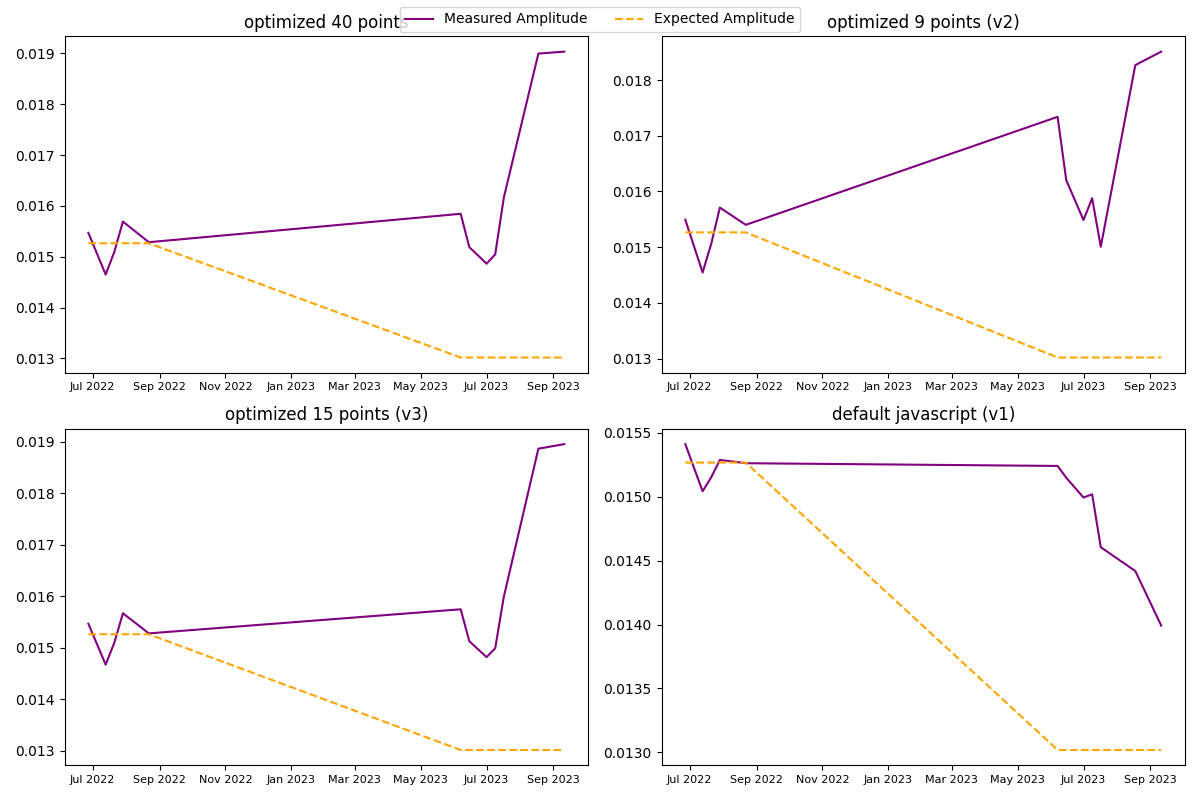 Measured Amplitude Expected Amplitude
optimized 40 points
0.019
0.018
0.017
0.016
0.015
0.014
0.013
Jul 2022 Sep 2022 Nov 2022 Jan 2023 Mar 2023 May 2023 Jul 2023 Sep 2023
optimized 9 points (v2)
0.018
0.017
0.016
0.015
0.014
0.013
Jul 2022 Sep 2022 Nov 2022 Jan 2023 Mar 2023 May 2023 Jul 2023 Sep 2023
optimized 15 points (v3)
0.019
0.018
0.017
0.016
0.015
0.014
0.013
Jul 2022 Sep 2022 Nov 2022 Jan 2023 Mar 2023 May 2023 Jul 2023 Sep 2023
default javascript (v1)
0.0155
0.0150
0.0145
0.0140
0.0135
0.0130
Jul 2022 Sep 2022 Nov 2022 Jan 2023 Mar 2023 May 2023 Jul 2023 Sep 2023